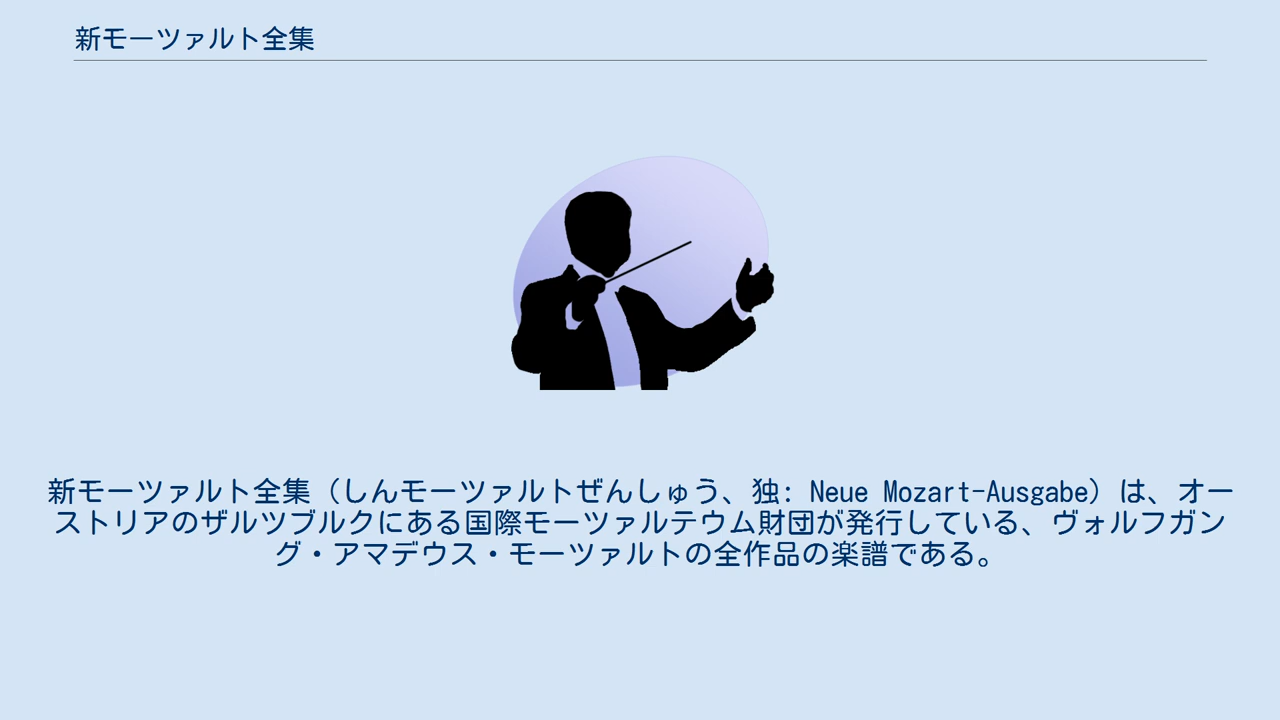 新モーツァルト全集
新モーツァルト全集（しんモーツァルトぜんしゅう、独: Neue Mozart-Ausgabe）は、オー
ストリアのザルツブルクにある国際モーツァルテウム財団が発行している、ヴォルフガン
グ・アマデウス・モーツァルトの全作品の楽譜である。